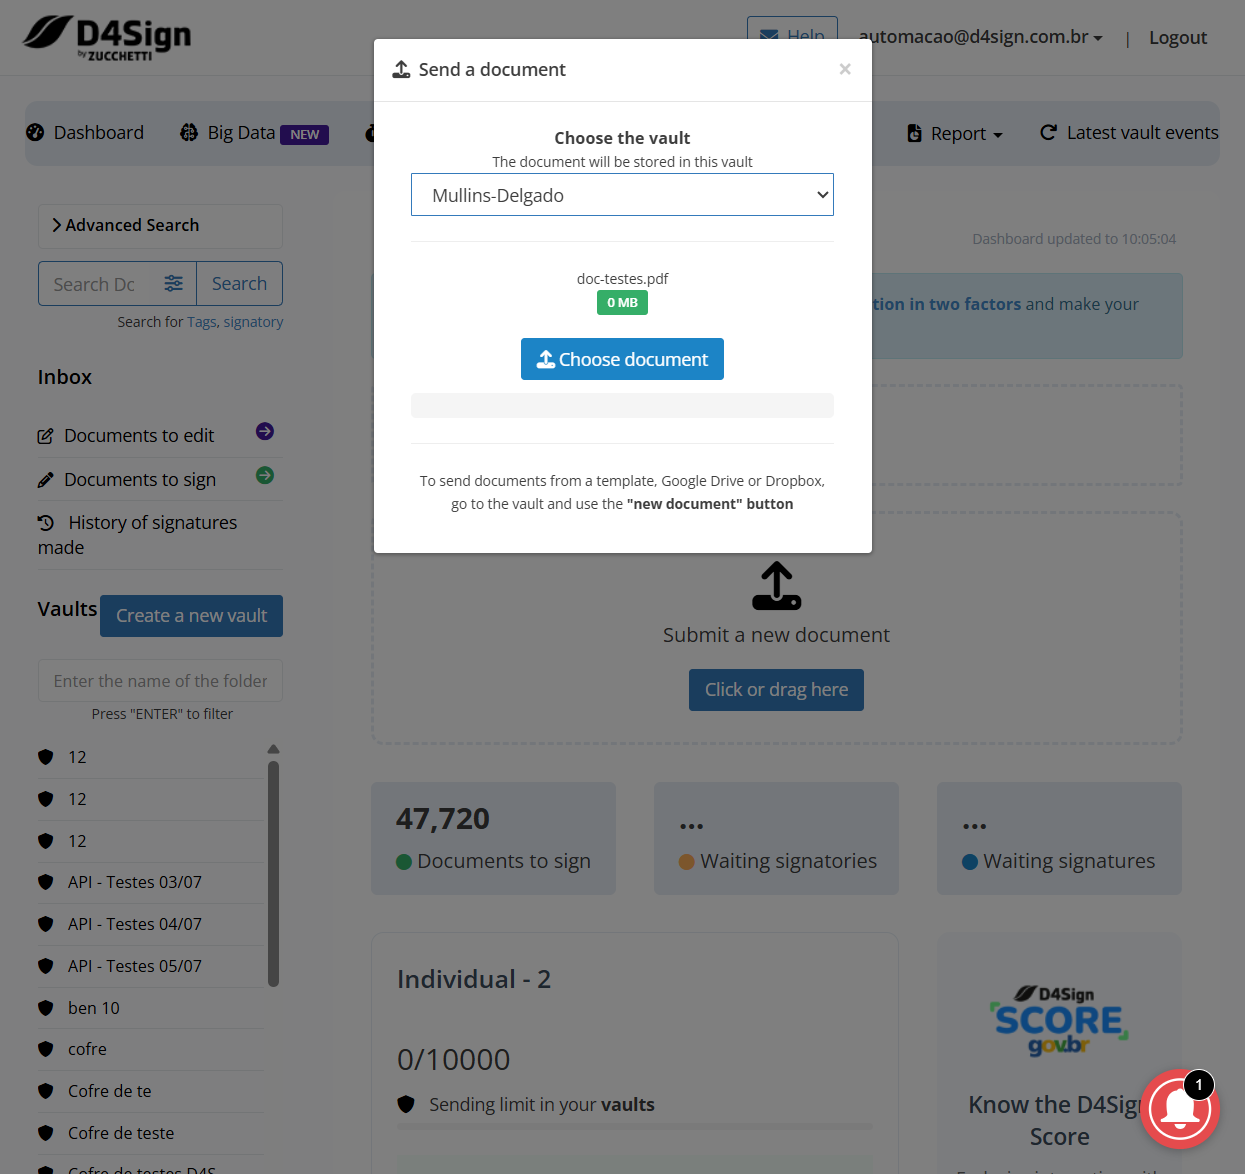 D4Sign
by ZUCCHETTI
Help
automacao@d4sign.com.br
|
Logout
Send a document
×
Dashboard
Big Data NEW
Report
Latest vault events
Choose the vault
The document will be stored in this vault
Mullins-Delgado
Advanced Search
Dashboard updated to 10:05:04
Search Dc
Search
Search for Tags, signatory
doc-testes.pdf
0 MB
tion in two factors and make your
Choose document
Inbox
Documents to edit
Documents to sign
History of signatures
made
To send documents from a template, Google Drive or Dropbox,
go to the vault and use the "new document" button
Vaults
Create a new vault
Submit a new document
Click or drag here
Enter the name of the folder
Press "ENTER" to filter
12
12
12
API - Testes 03/07
API - Testes 04/07
API - Testes 05/07
ben 10
cofre
Cofre de te
Cofre de teste
Cofre de testes D4S
47,720
Documents to sign
...
Waiting signatories
...
Waiting signatures
Individual - 2
0/10000
Sending limit in your vaults
D4Sign
SCORE
gov.br
Know the D4Sign
Score
1